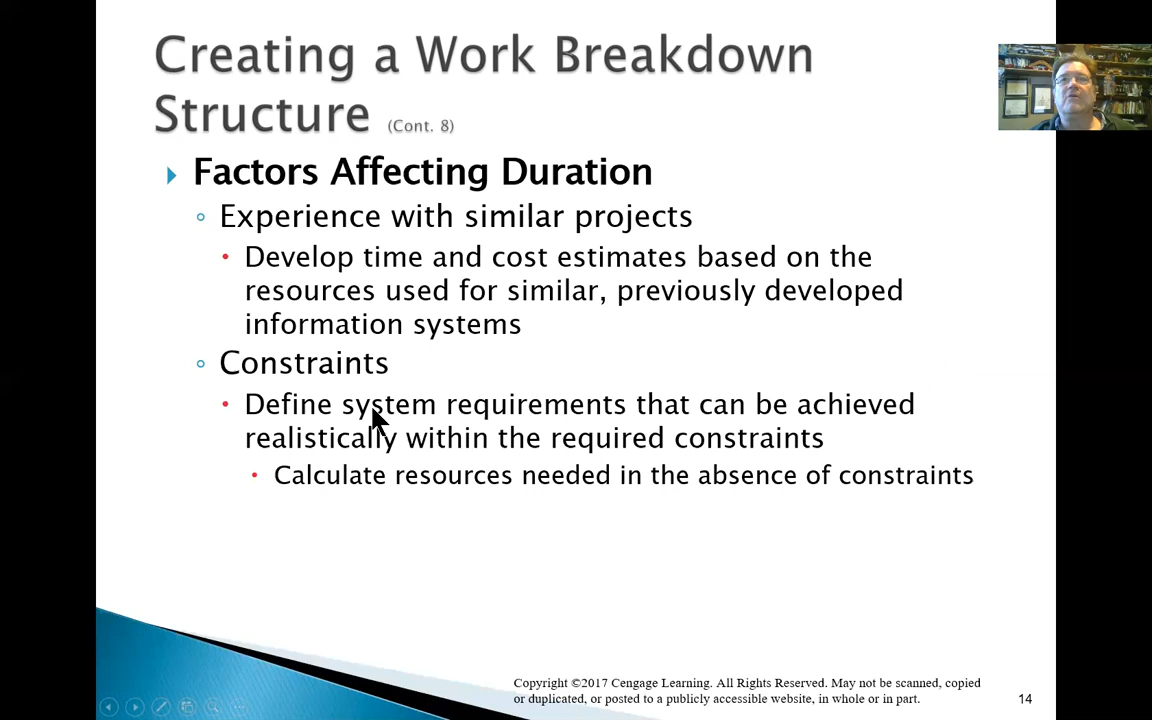 Creating a Work Breakdown
Structure (Cont. 8)
Factors Affecting Duration
Experience with similar projects
Develop time and cost estimates based on the
resources used for similar, previously developed
information systems
Constraints
Define system requirements that can be achieved
realistically within the required constraints
Calculate resources needed in the absence of constraints
Copyright ©2017 Cengage Learning. All Rights Reserved. May not be scanned, copied
or duplicated, or posted to a publicly accessible website, in whole or in part.
14